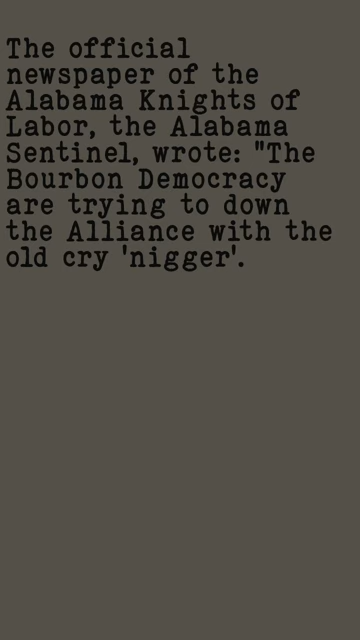 The official
newspaper of the
Alabama Knights of
Labor, the Alabama
Sentinel, wrote: "The
Bourbon Democracy
are trying to down
the Alliance with the
old cry 'nigger'.